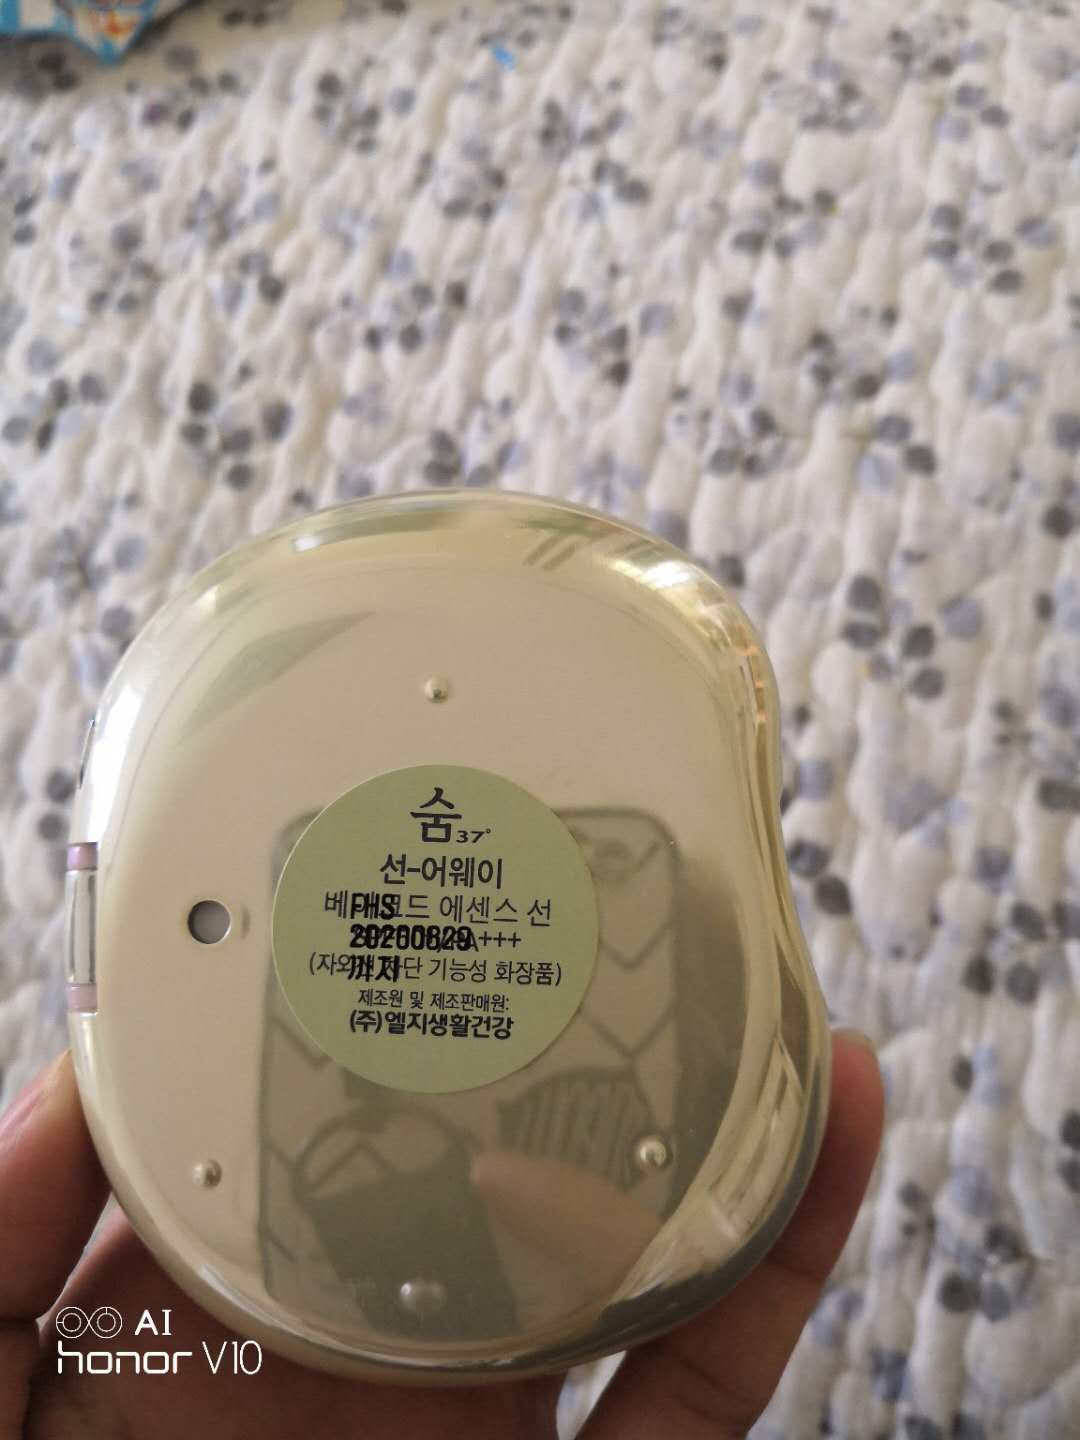 숨37°
선-어웨이
에센스 선
FHS
20200829
까지
+++
기능성 화장품)
제조원 및 제조판매원:
(주)엘지생활건강
AI
honor V10